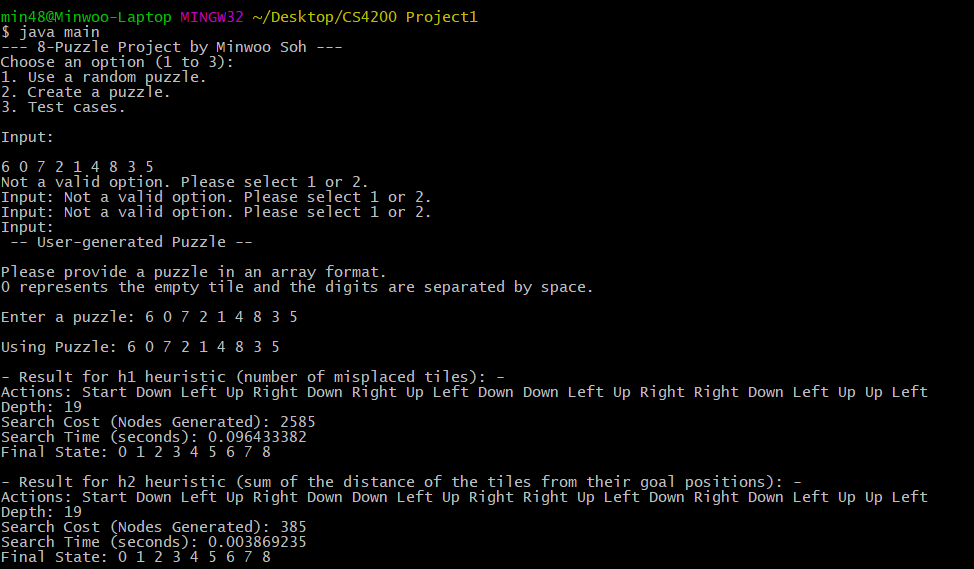 min48@Minwoo-Laptop MINGW32 ~/Desktop/CS4200 Project1
$ java main
--- 8-Puzzle Project by Minwoo Soh ---
Choose an option (1 to 3):
1. Use a random puzzle.
2. Create a puzzle.
3. Test cases.
Input:
6 0 7 2 1 4 8 3 5
Not a valid option. Please select 1 or 2.
Input: Not a valid option. Please select 1 or 2.
Input: Not a valid option. Please select 1 or 2.
Input:
-- User-generated Puzzle --
Please provide a puzzle in an array format.
0 represents the empty tile and the digits are separated by space.
Enter a puzzle: 6 0 7 2 1 4 8 3 5
Using Puzzle: 6 0 7 2 1 4 8 3 5
- Result for h1 heuristic (number of misplaced tiles): -
Actions: Start Down Left Up Right Down Right Up Left Down Down Left Up Right Right Down Left Up Up Left
Depth: 19
Search Cost (Nodes Generated): 2585
Search Time (seconds): 0.096433382
Final State: 0 1 2 3 4 5 6 7 8
- Result for h2 heuristic (sum of the distance of the tiles from their goal positions): -
Actions: Start Down Left Up Right Down Down Left Up Right Right Up Left Down Right Down Left Up Up Left
Depth: 19
Search Cost (Nodes Generated): 385
Search Time (seconds): 0.003869235
Final State: 0 1 2 3 4 5 6 7 8